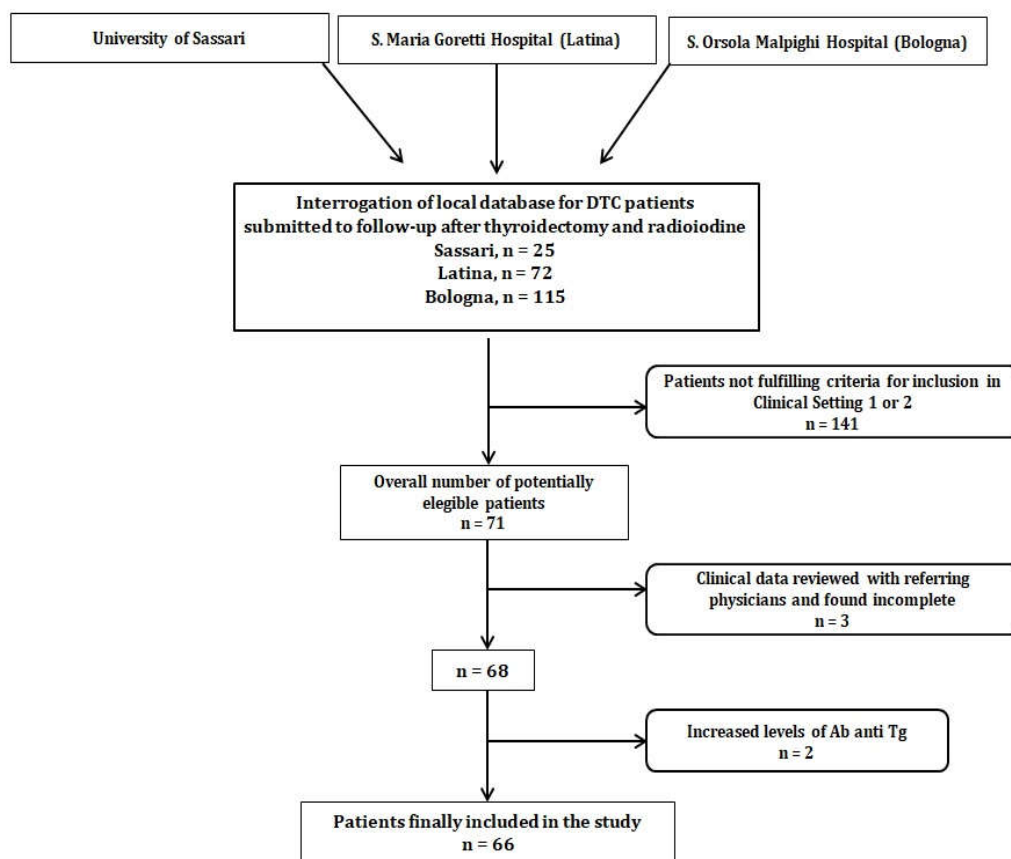 University of Sassari
S. Maria Goretti Hospital (Latina)
S. Orsola Malpighi Hospital (Bologna)
Interrogation of local database for DTC patients
submitted to follow-up after thyroidectomy and radioiodine
Sassari, n = 25
Latina, n = 72
Bologna, n = 115
Patients not fulfilling criteria for inclusion in
Clinical Setting 1 or 2
n = 141
Overall number of potentially
elegible patients
n = 71
Clinical data reviewed with referring
physicians and found incomplete
n = 3
n = 68
Increased levels of Ab anti Tg
n = 2
Patients finally included in the study
n = 66